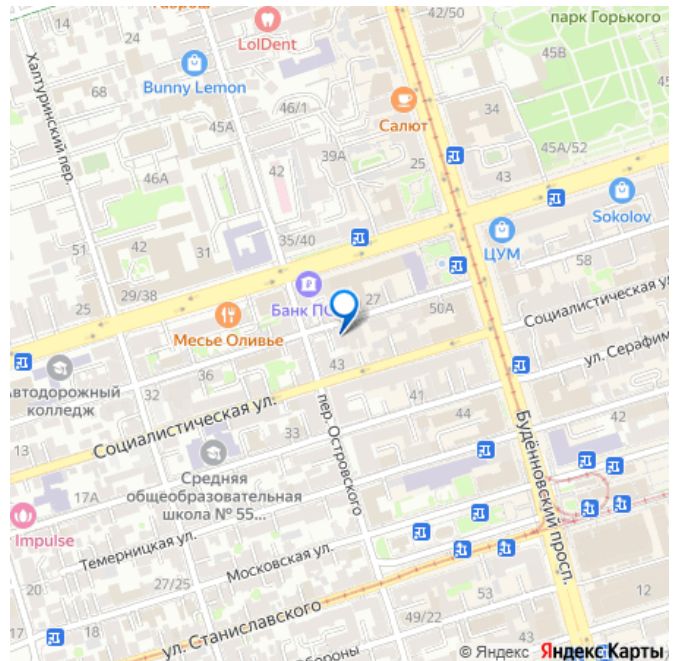 42/50
парк Горького
LolDent
45В
Халтуринский пер.
24
68
Bunny Lemon
46/1
34
Салют
45А
39А
25
45А/52
42
43
46А
Sokolov
51
42
31
35/40
ЦУМ
58
25
29/38
Банк ПС
27
50А
Месье Оливье
Социалистическая ул.
ул. Серафим
43
36
32
Автодорожный
колледж
41
Социалистическая ул.
пер. Островского
44
42
13
33
Средняя
общеобразовательная
школа № 55...
Будённовский просп.
17А
Impulse
Темерницкая ул.
Московская ул.
20
27/25
53
12
ул. Станиславского
49/22
17
43
44
Обороны
© Яндекс Яндекс Карты